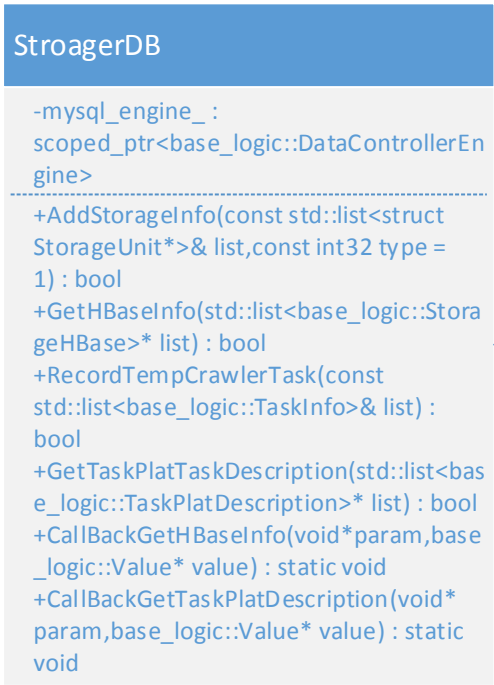 StroagerDB
-mysql_engine_ :
scoped_ptr<base_logic::DataControllerEn
gine>
+AddStorageInfo(const std::list<struct
StorageUnit*>& list,const int32 type =
1) : bool
+GetHBaseInfo(std::list<base_logic::Stora
geHBase>* list) : bool
+RecordTempCrawlerTask(const
std::list<base_logic::TaskInfo>& list) :
bool
+GetTaskPlatTaskDescription(std::list<bas
e_logic::TaskPlatDescription>* list) : bool
+CallBackGetHBaseInfo(void*param,base
_logic::Value* value) : static void
+CallBackGetTaskPlatDescription(void*
param,base_logic::Value* value) : static
void